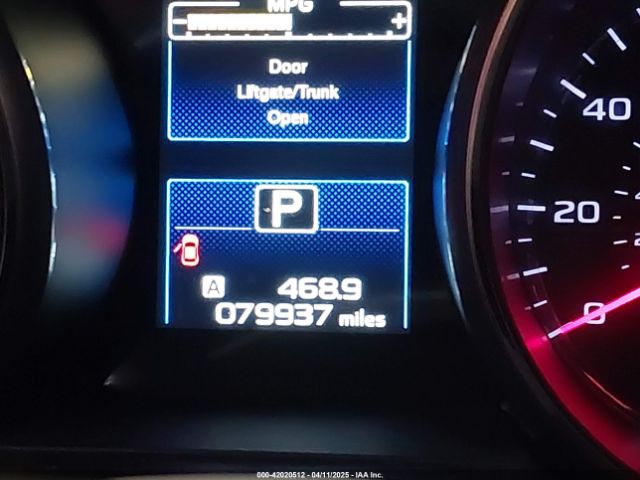 MPG
- +
Door
Liftgate/Trunk
Open
P
A 468.9
079937 miles
40
20
0
000-42020512 - 04/11/2025 - IAA Inc.